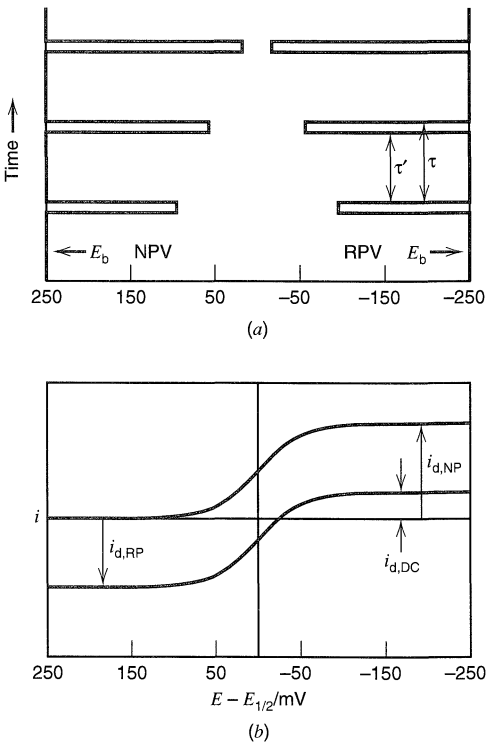 Time →
τ′ τ
← E_b NPV RPV E_b →
250 150 50 −50 −150 −250
(a)
i_d,NP
i
i_d,RP
i_d,DC
250 150 50 −50 −150 −250
E − E_1/2/mV
(b)